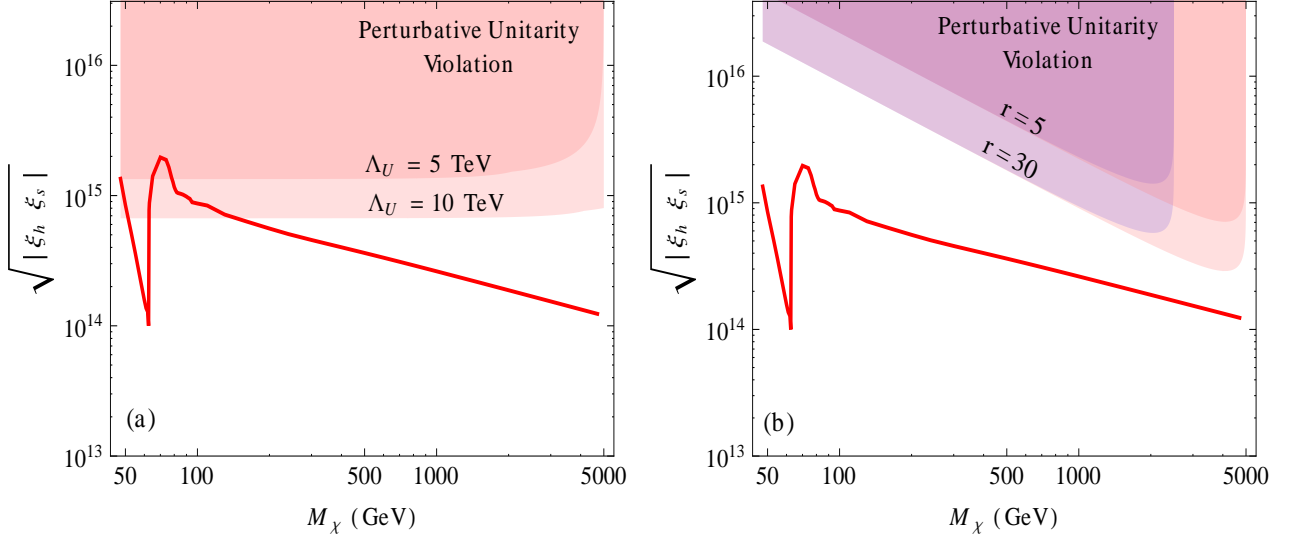 Perturbative Unitarity
Violation
Λ_U = 5 TeV
Λ_U = 10 TeV
(a)
√|ξ_h ξ_s|
10^16
10^15
10^14
10^13
50 100 500 1000 5000
M_χ (GeV)
Perturbative Unitarity
Violation
r = 5
r = 30
(b)
√|ξ_h ξ_s|
10^16
10^15
10^14
10^13
50 100 500 1000 5000
M_χ (GeV)